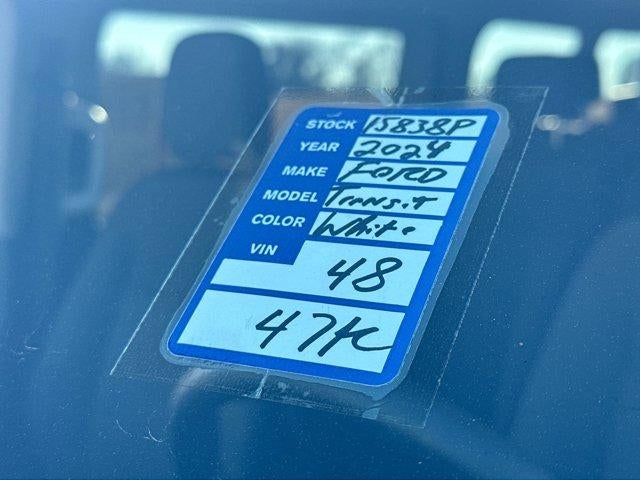 STOCK 15838P
YEAR 2024
MAKE FORD
MODEL Transit
COLOR White
VIN
48
47K